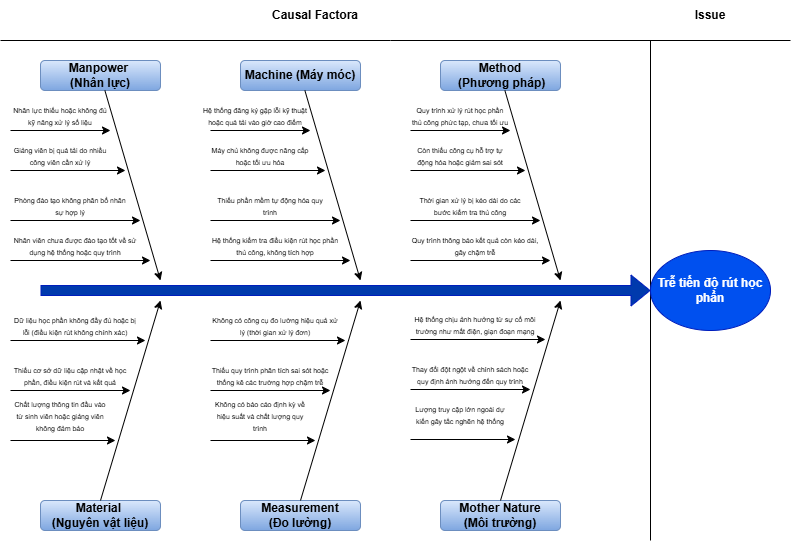 Causal Factora
Issue
Manpower
(Nhân lực)
Machine (Máy móc)
Method
(Phương pháp)
Nhân lực thiếu hoặc không đủ
kỹ năng xử lý số liệu
Giảng viên bị quá tải do nhiều
công viên cần xử lý
Phòng đào tạo không phân bổ nhân
sự hợp lý
Nhân viên chưa được đào tạo tốt về sử
dụng hệ thống hoặc quy trình
Hệ thống đăng ký gặp lỗi kỹ thuật
hoặc quá tải vào giờ cao điểm
Máy chủ không được nâng cấp
hoặc tối ưu hóa
Thiếu phần mềm tự động hóa quy
trình
Hệ thống kiểm tra điều kiện rút học phần
thủ công, không tích hợp
Quy trình xử lý rút học phần
thủ công phức tạp, chưa tối ưu
Còn thiếu công cụ hỗ trợ tự
động hóa hoặc giảm sai sót
Thời gian xử lý bị kéo dài do các
bước kiểm tra thủ công
Quy trình thông báo kết quả còn kéo dài,
gây chậm trễ
Trễ tiến độ rút học
phần
Dữ liệu học phần không đầy đủ hoặc bị
lỗi (điều kiện rút không chính xác)
Thiếu cơ sở dữ liệu cập nhật về học
phần, điều kiện rút và kết quả
Chất lượng thông tin đầu vào
từ sinh viên hoặc giảng viên
không đảm bảo
Không có công cụ đo lường hiệu quả xử
lý (thời gian xử lý đơn)
Thiếu quy trình phân tích sai sót hoặc
thống kê các trường hợp chậm trễ
Không có báo cáo định kỳ về
hiệu suất và chất lượng quy
trình
Hệ thống chịu ảnh hưởng từ sự cố môi
trường như mất điện, gián đoạn mạng
Thay đổi đột ngột về chính sách hoặc
quy định ảnh hưởng đến quy trình
Lượng truy cập lớn ngoài dự
kiến gây tắc nghẽn hệ thống
Material
(Nguyên vật liệu)
Measurement
(Đo lường)
Mother Nature
(Môi trường)